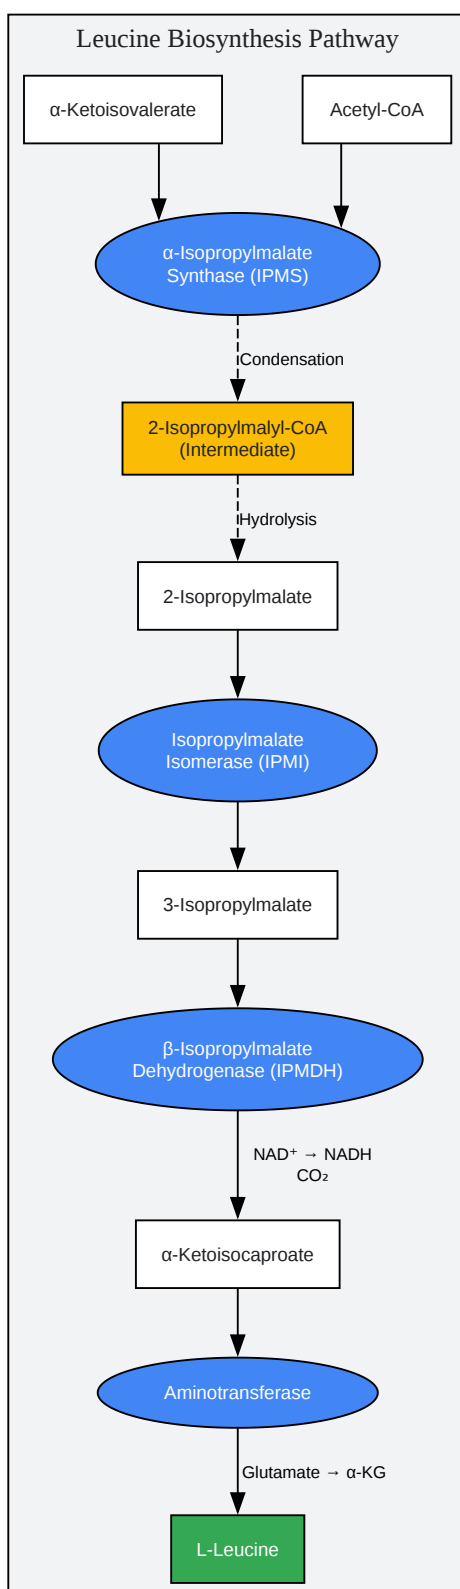 Leucine Biosynthesis Pathway
α-Ketoisovalerate
Acetyl-CoA
α-Isopropylmalate
Synthase (IPMS)
Condensation
2-Isopropylmalyl-CoA
(Intermediate)
Hydrolysis
2-Isopropylmalate
Isopropylmalate
Isomerase (IPMI)
3-Isopropylmalate
β-Isopropylmalate
Dehydrogenase (IPMDH)
NAD⁺ → NADH
CO₂
α-Ketoisocaproate
Aminotransferase
Glutamate → α-KG
L-Leucine